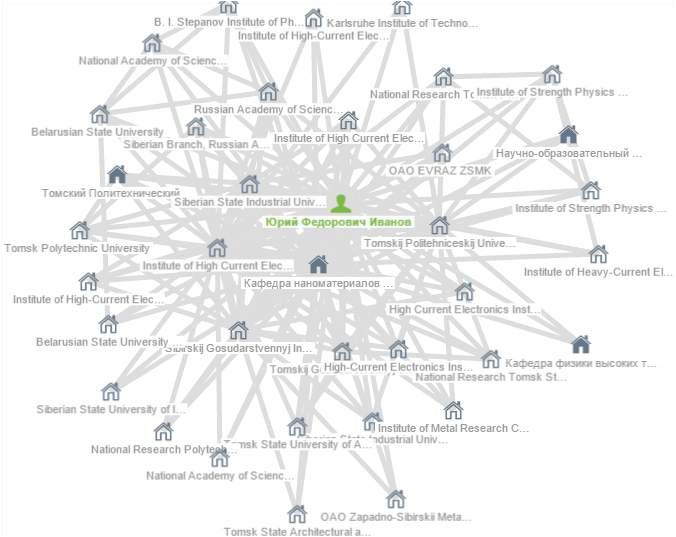 B. I. Stepanov Institute of Ph…
Karlsruhe Institute of Techno…
Institute of High-Current Elec…
National Academy of Scienc…
National Research
Institute of Strength Physics …
Russian Academy of Scienc…
Belarusian State University
Institute of High Current Elec…
Siberian Branch, Russian A…
Научно-образовательный …
ОАО EVRAZ ZSMK
Томский Политехнический
Siberian State Industrial Univ…
Institute of Strength Physics …
Юрий Федорович Иванов
Tomskij Politehniceskij Unive…
Tomsk Polytechnic University
Institute of High Current Elec…
Institute of Heavy-Current El…
Кафедра наноматериалов …
Institute of High-Current Elec…
High Current Electronics Inst…
Belarusian State University…
Sibirskij Gosudarstvennyj In…
Кафедра физики высоких т…
High-Current Electronics Ins…
National Research Tomsk St…
Siberian State University of I…
Institute of Metal Research C…
Industrial Univ…
Tomsk State University of A…
National Research Polytech…
National Academy of Scienc…
OAO Zapadno-Sibirskii Meta…
Tomsk State Architectural a…